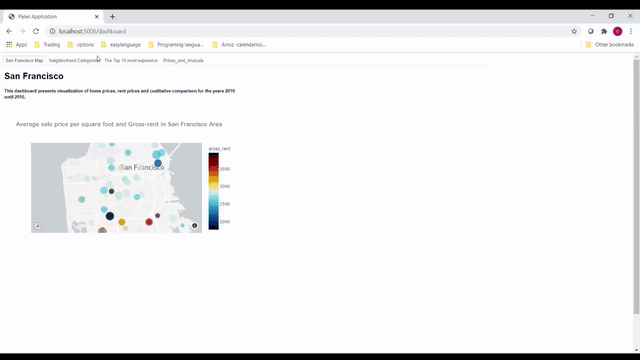 Panel Application
localhost:5006/dashboard
Apps Trading options easylanguage Programing langua... Arroz -calendarios... Other bookmarks
San Francisco Map Neighborhood Categories The Top 10 most expensive Prices_and_Analysis
San Francisco
This dashboard presents visualization of home prices, rent prices and qualitative comparison for the years 2010
until 2016.
Average sale price per square foot and Gross-rent in San Francisco Area
gross_rent
San Francisco
3500
3000
2500
2000